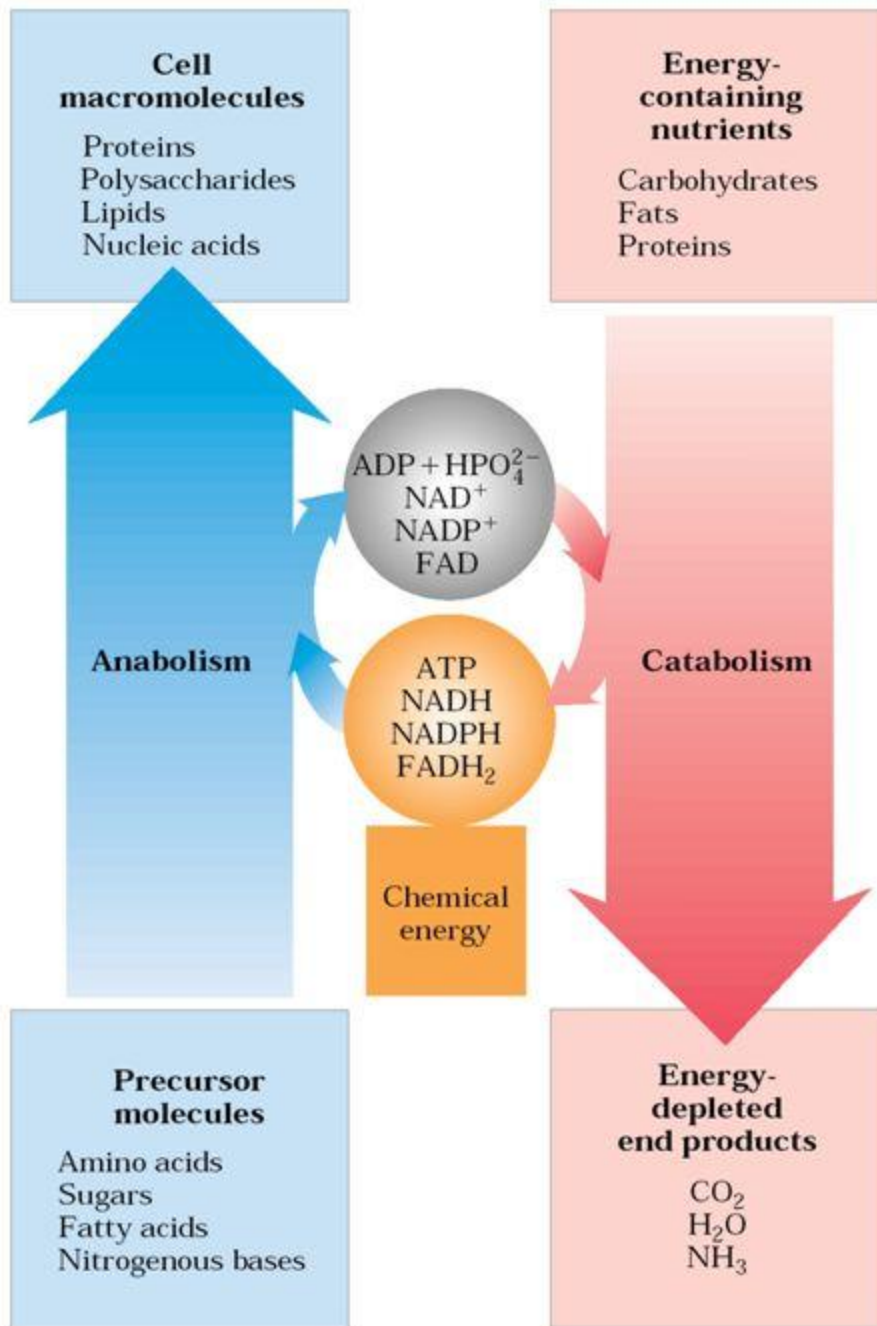 Cell
macromolecules
Proteins
Polysaccharides
Lipids
Nucleic acids
Energy-
containing
nutrients
Carbohydrates
Fats
Proteins
ADP + HPO₄²⁻
NAD⁺
NADP⁺
FAD
Anabolism
ATP
NADH
NADPH
FADH₂
Catabolism
Chemical
energy
Precursor
molecules
Amino acids
Sugars
Fatty acids
Nitrogenous bases
Energy-
depleted
end products
CO₂
H₂O
NH₃